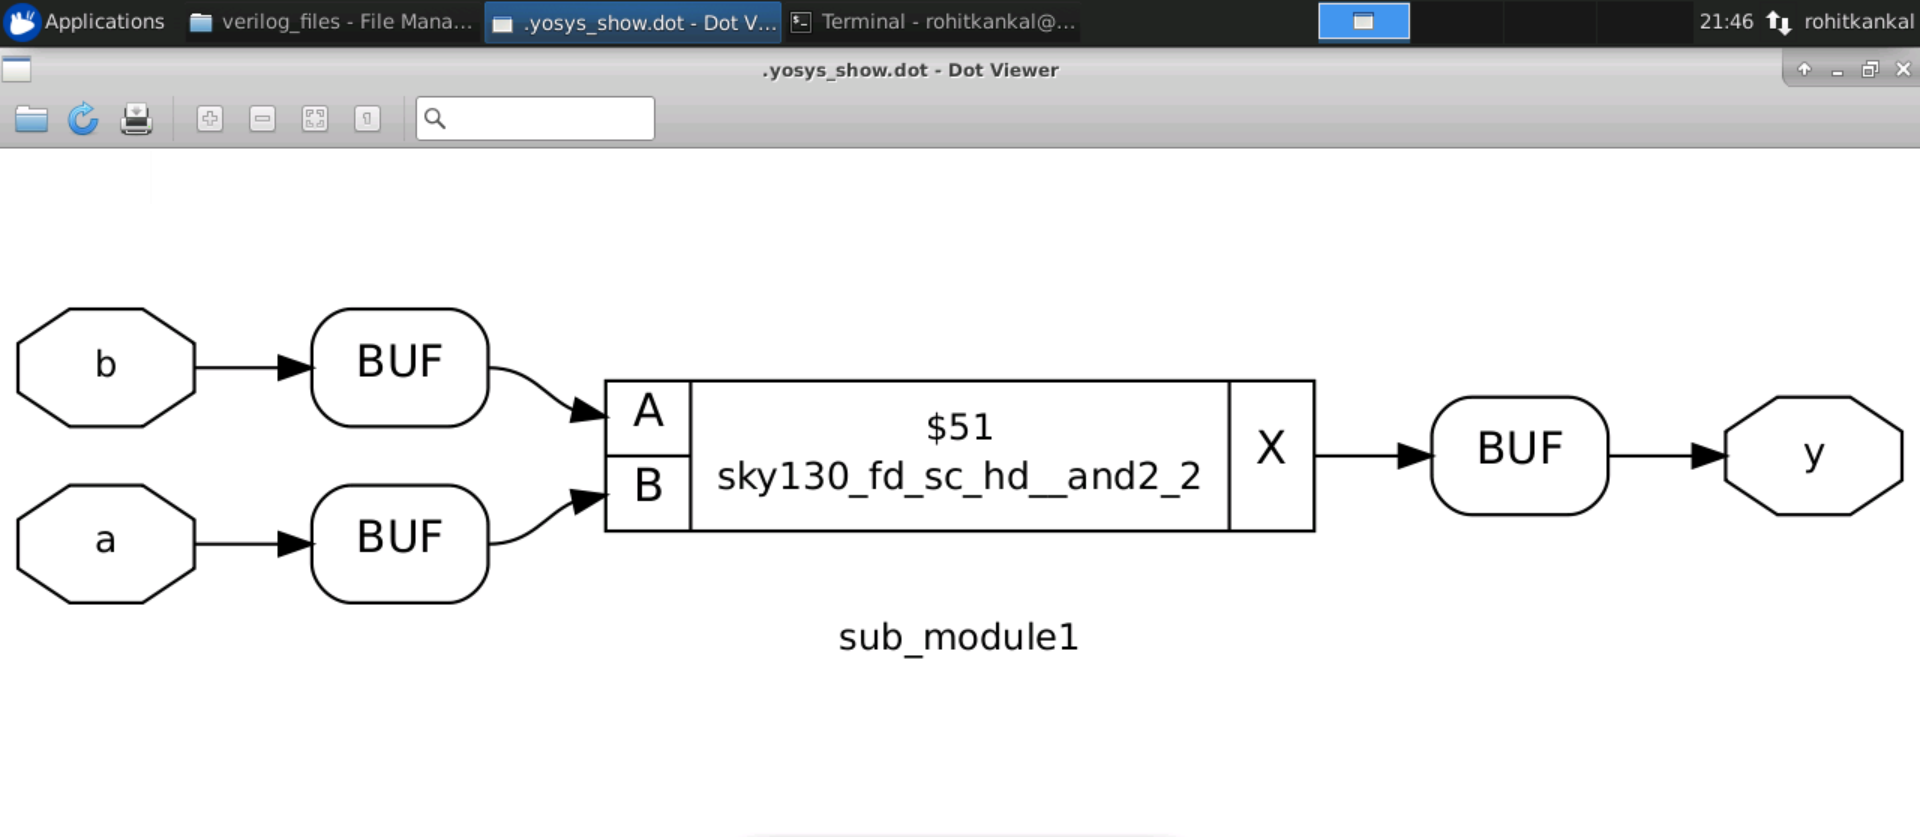 Applications verilog_files - File Mana... .yosys_show.dot - Dot V... Terminal - rohitkankal@... 21:46 rohitkankal
.yosys_show.dot - Dot Viewer
b BUF
A
$51
sky130_fd_sc_hd__and2_2
X BUF y
B
a BUF
sub_module1